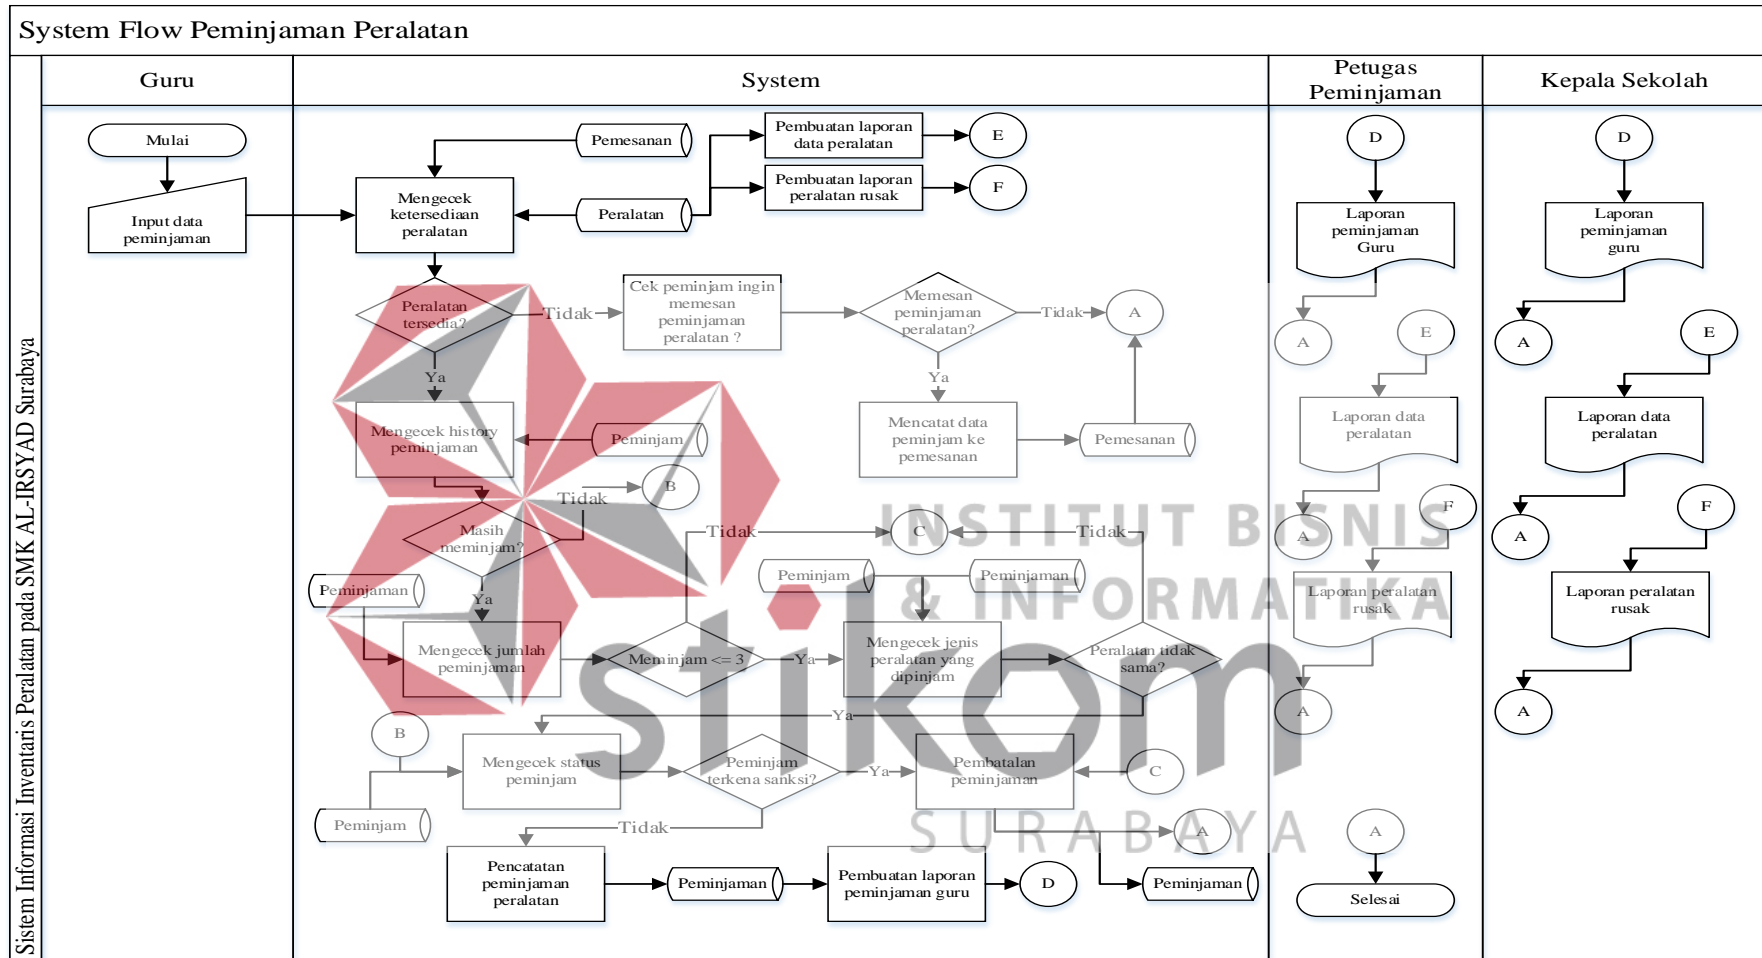 System Flow Peminjaman Peralatan
Sistem Informasi Inventaris Peralatan pada SMK AL-IRSYAD Surabaya
Guru
System
Petugas
Peminjaman
Kepala Sekolah
Mulai
Input data
peminjaman
Pemesanan
Mengecek
ketersediaan
peralatan
Peralatan
Pembuatan laporan
data peralatan
E
Pembuatan laporan
peralatan rusak
F
Peralatan
tersedia?
Tidak
Cek peminjam ingin
memesan
peminjaman
peralatan ?
Memesan
peminjaman
peralatan?
Tidak
A
Ya
Ya
Mengecek history
peminjaman
Peminjam
Mencatat data
peminjam ke
pemesanan
Pemesanan
B
Tidak
Masih
meminjam?
Tidak
C
Tidak
Peminjaman
Ya
Peminjam
Peminjaman
Mengecek jumlah
peminjaman
Meminjam <= 3
Ya
Mengecek jenis
peralatan yang
dipinjam
Peralatan tidak
sama?
Ya
B
Mengecek status
peminjam
Peminjam
terkena sanksi?
Ya
Pembatalan
peminjaman
C
Peminjam
Tidak
A
Pencatatan
peminjaman
peralatan
Peminjaman
Pembuatan laporan
peminjaman guru
D
Peminjaman
D
Laporan
peminjaman
Guru
A
E
Laporan data
peralatan
A
F
Laporan peralatan
rusak
A
A
Selesai
D
Laporan
peminjaman
guru
A
E
Laporan data
peralatan
A
F
Laporan peralatan
rusak
A
INSTITUT BISNIS
& INFORMATIKA
stikom
SURABAYA